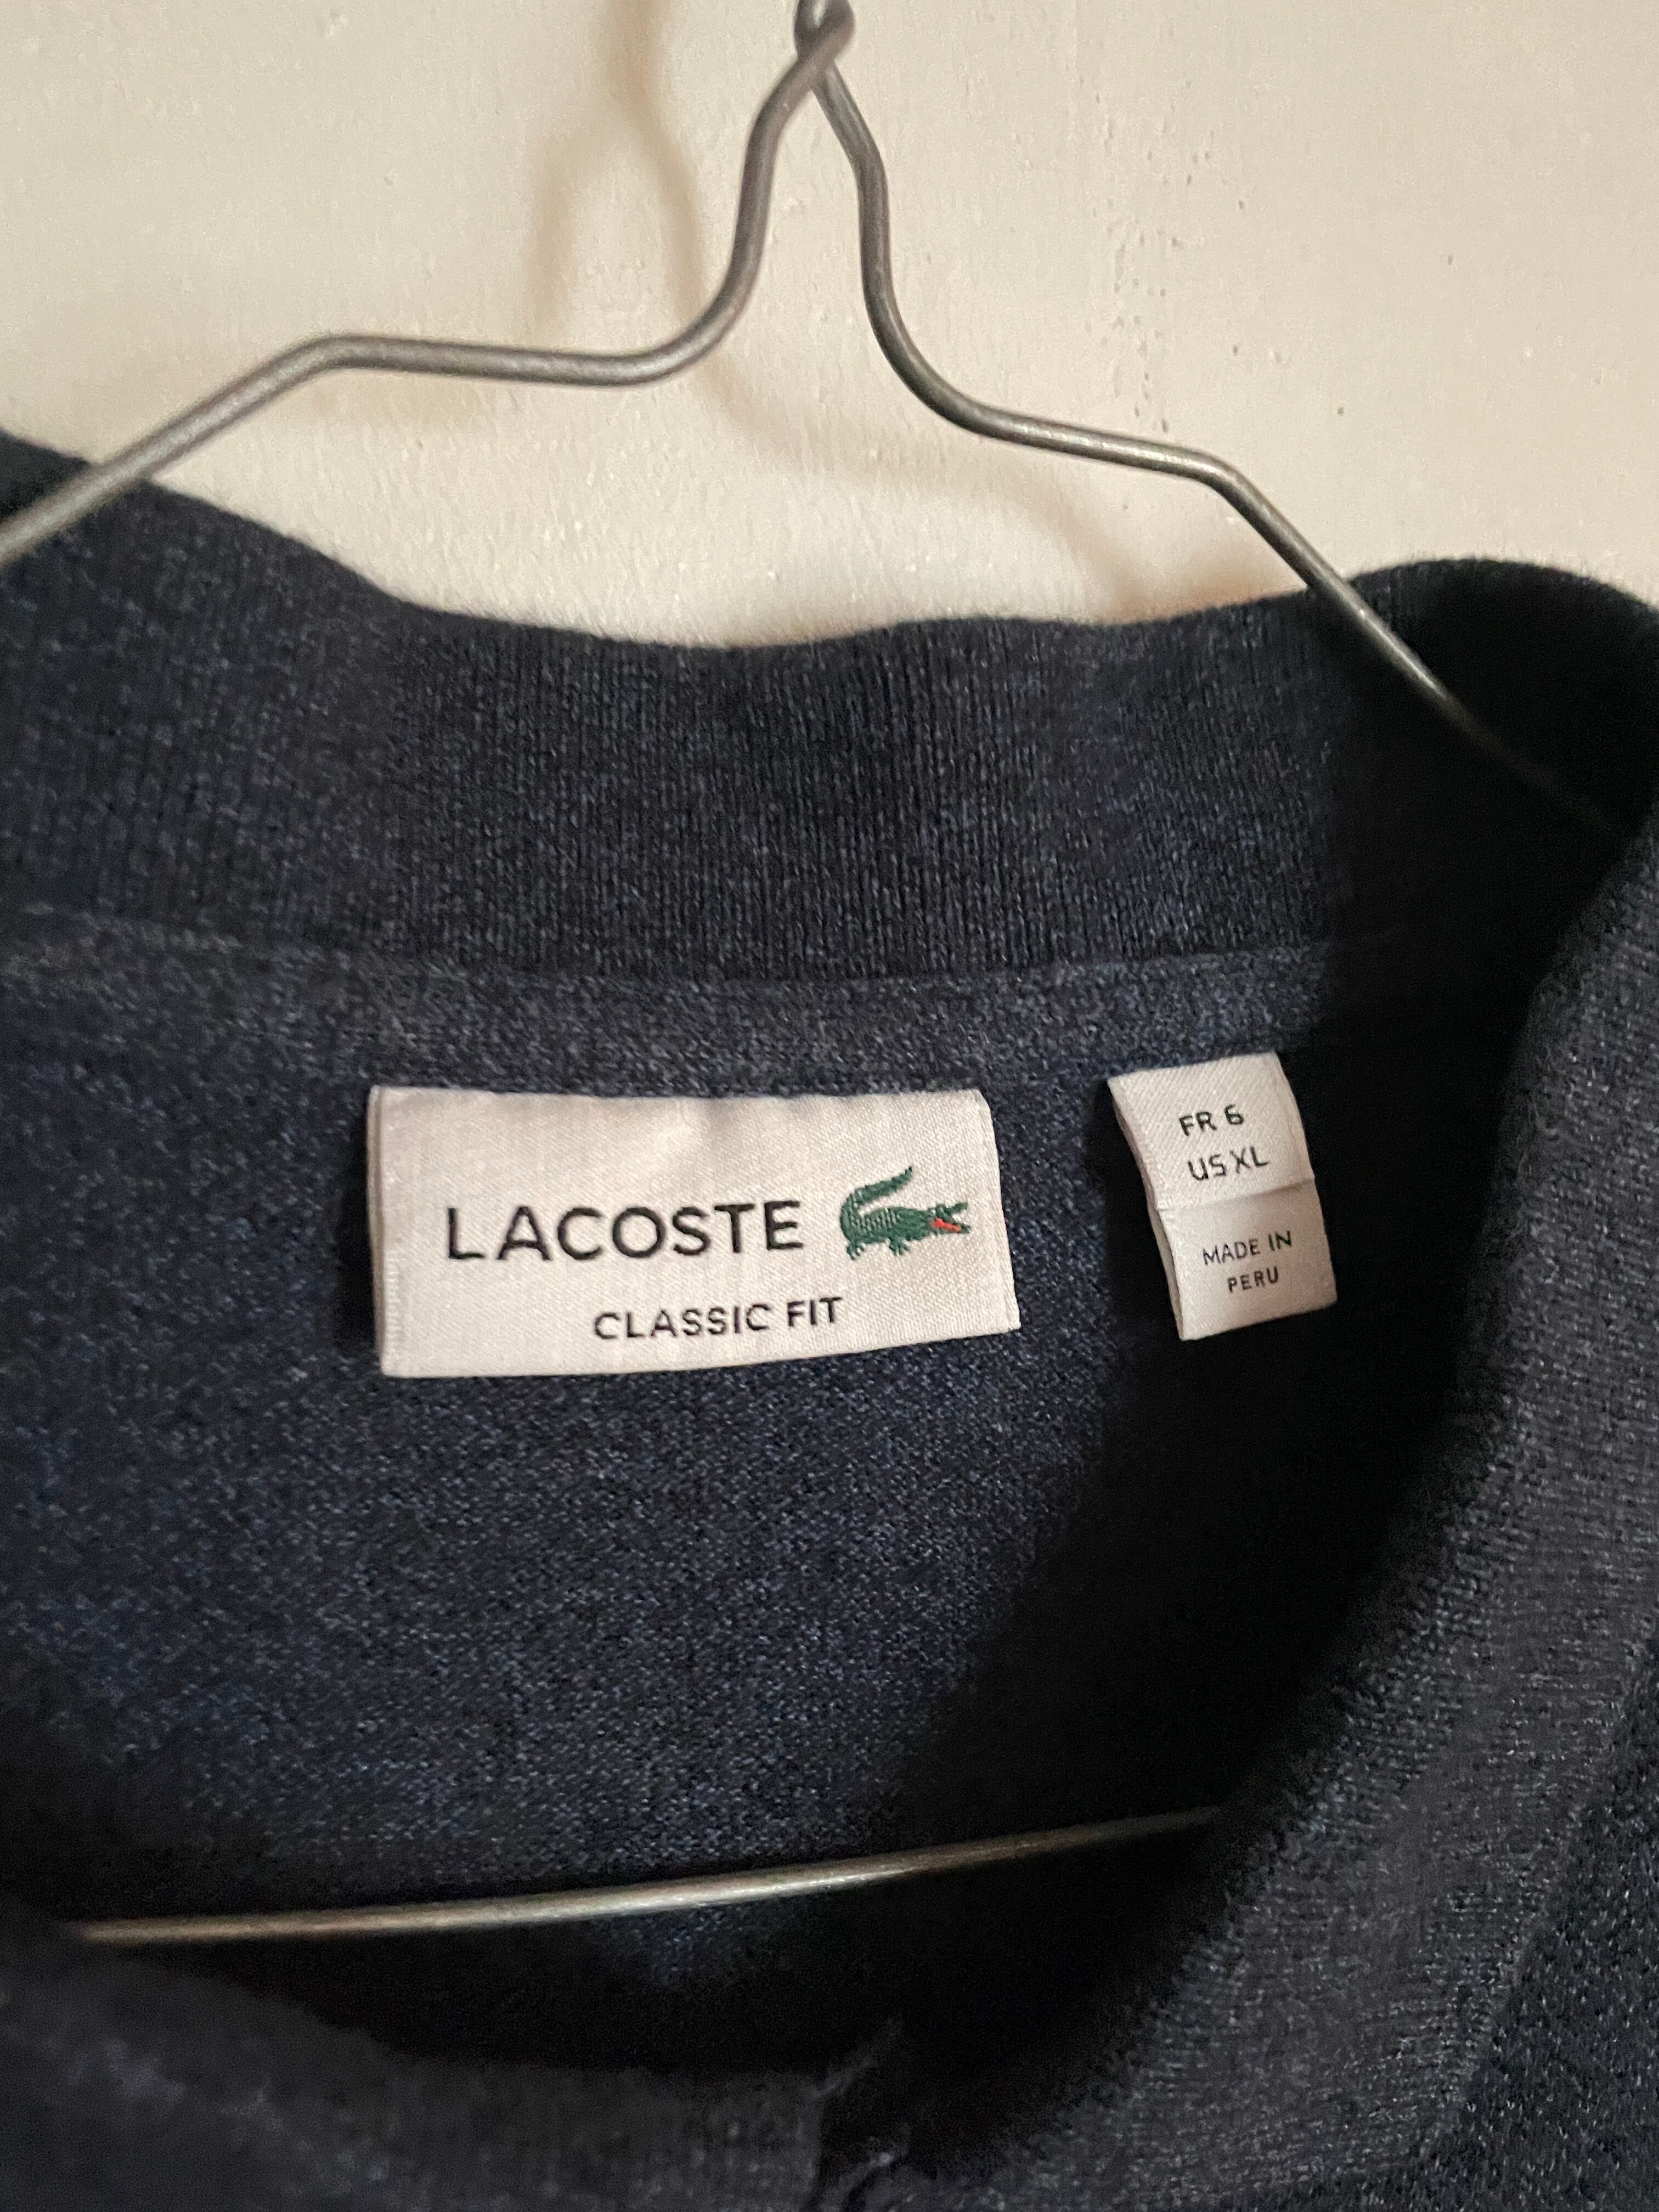 LACOSTE
CLASSIC FIT
FR 6
US XL
MADE IN
PERU